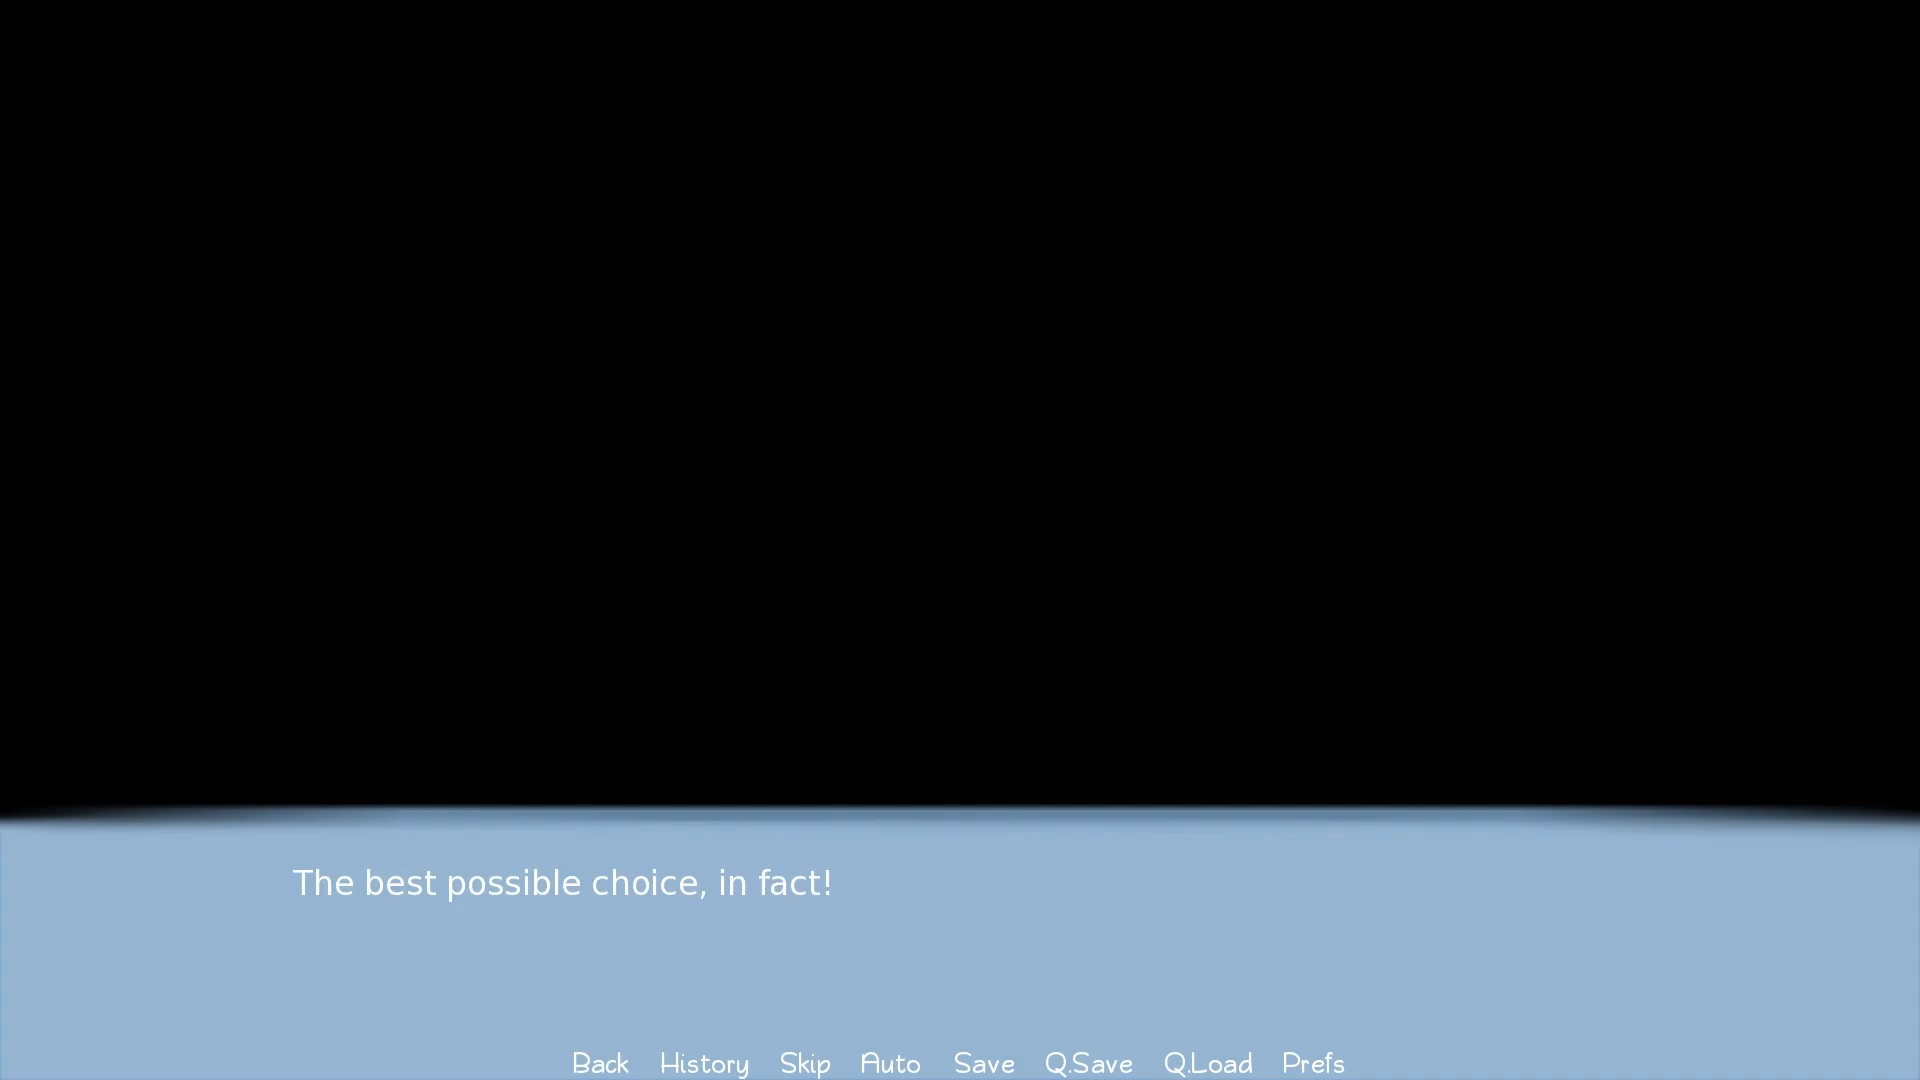 The best possible choice, in fact!
Back History Skip Auto Save Q.Save Q.Load Prefs